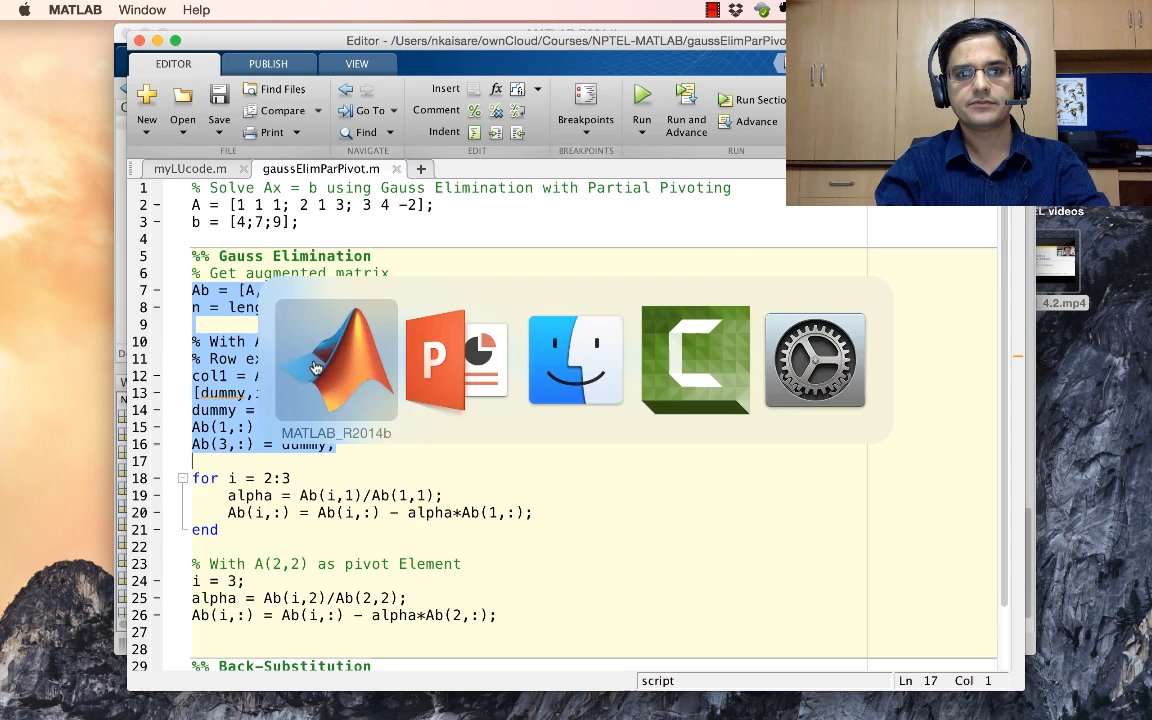 MATLAB Window Help
Editor - /Users/nkaisare/ownCloud/Courses/NPTEL-MATLAB/gaussElimParPivo
EDITOR PUBLISH VIEW
New Open Save
Find Files
Compare
Print
Go To
Find
Insert
Comment
Indent
Breakpoints
Run
Run and Advance
Run Sectio
Advance
FILE NAVIGATE EDIT BREAKPOINTS RUN
myLUcode.m gaussElimParPivot.m
1 % Solve Ax = b using Gauss Elimination with Partial Pivoting
2 A = [1 1 1; 2 1 3; 3 4 -2];
3 b = [4;7;9];
4
5 %% Gauss Elimination
6 % Get augmented matrix
7 Ab = [A,
8 n = leng
9
10 % With A
11 % Row ex
12 col1 = A
13 [dummy,i
14 dummy =
15 Ab(1,:)
16 Ab(3,:) = dummy;
17
18 for i = 2:3
19 alpha = Ab(i,1)/Ab(1,1);
20 Ab(i,:) = Ab(i,:) - alpha*Ab(1,:);
21 end
22
23 % With A(2,2) as pivot Element
24 i = 3;
25 alpha = Ab(i,2)/Ab(2,2);
26 Ab(i,:) = Ab(i,:) - alpha*Ab(2,:);
27
28
29 %% Back-Substitution
MATLAB_R2014b
script Ln 17 Col 1
EL videos
4.2.mp4